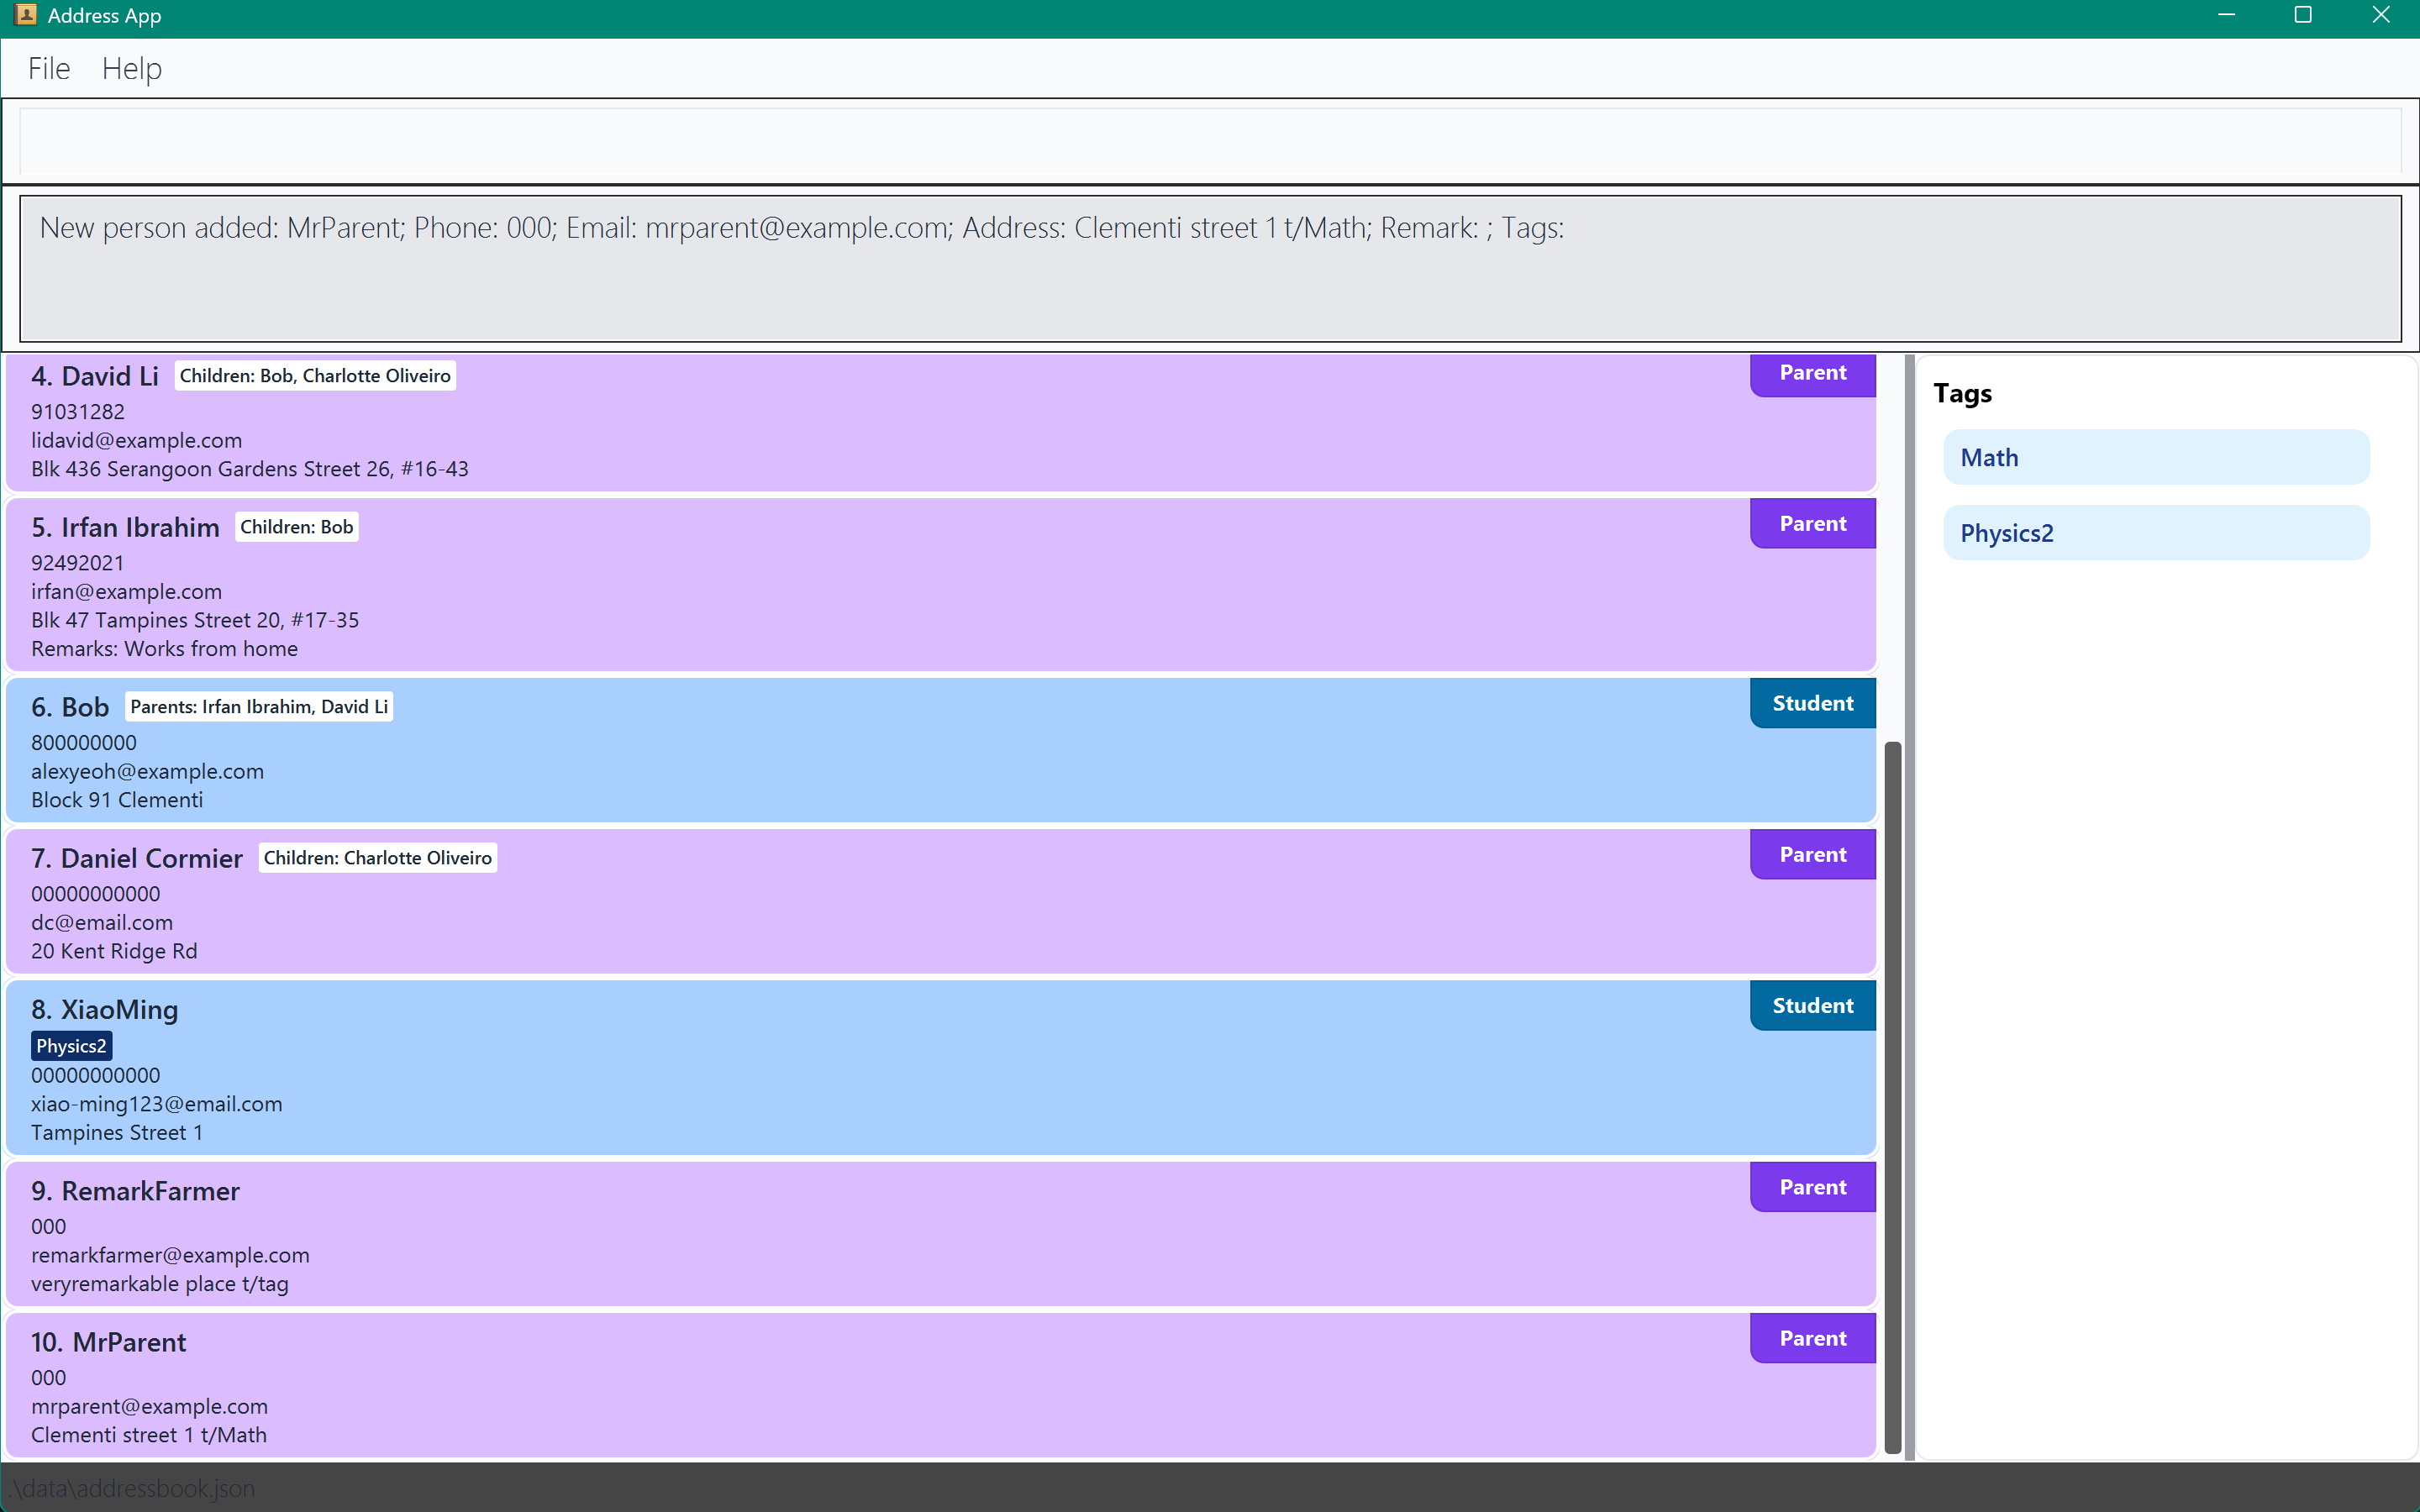 Address App
File Help
New person added: MrParent; Phone: 000; Email: mrparent@example.com; Address: Clementi street 1 t/Math; Remark: ; Tags:
4. David Li Children: Bob, Charlotte Oliveiro Parent
91031282
lidavid@example.com
Blk 436 Serangoon Gardens Street 26, #16-43
5. Irfan Ibrahim Children: Bob Parent
92492021
irfan@example.com
Blk 47 Tampines Street 20, #17-35
Remarks: Works from home
6. Bob Parents: Irfan Ibrahim, David Li Student
800000000
alexyeoh@example.com
Block 91 Clementi
7. Daniel Cormier Children: Charlotte Oliveiro Parent
00000000000
dc@email.com
20 Kent Ridge Rd
8. XiaoMing Student
Physics2
00000000000
xiao-ming123@email.com
Tampines Street 1
9. RemarkFarmer Parent
000
remarkfarmer@example.com
veryremarkable place t/tag
10. MrParent Parent
000
mrparent@example.com
Clementi street 1 t/Math
Tags
Math
Physics2
.\data\addressbook.json